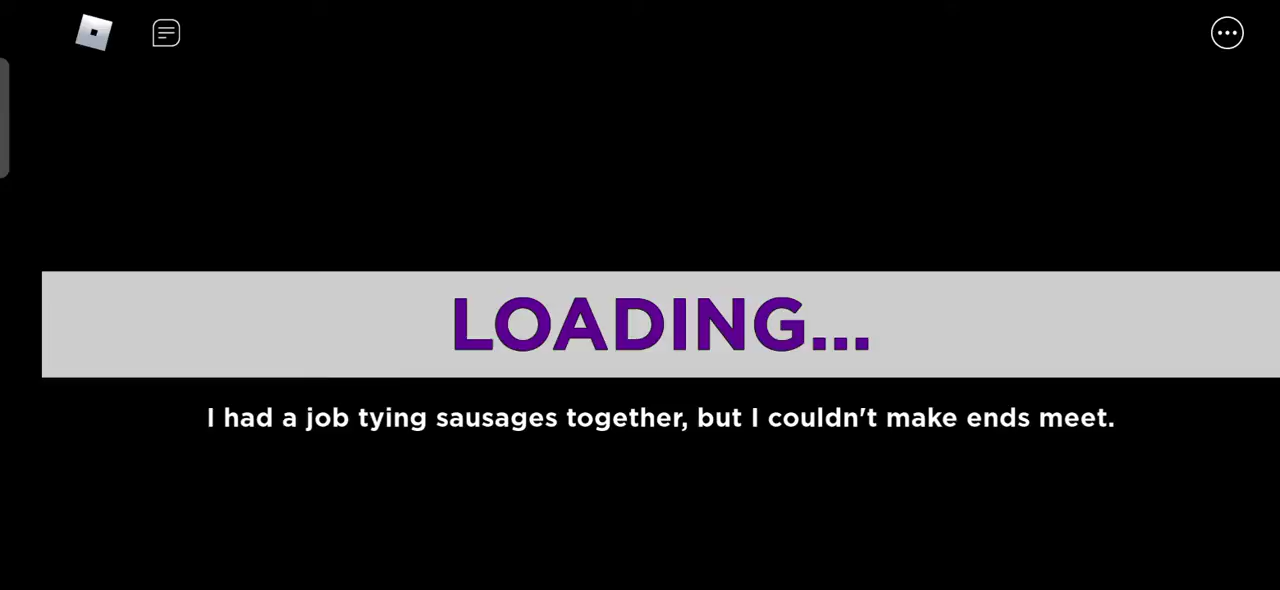 LOADING...
I had a job tying sausages together, but I couldn't make ends meet.